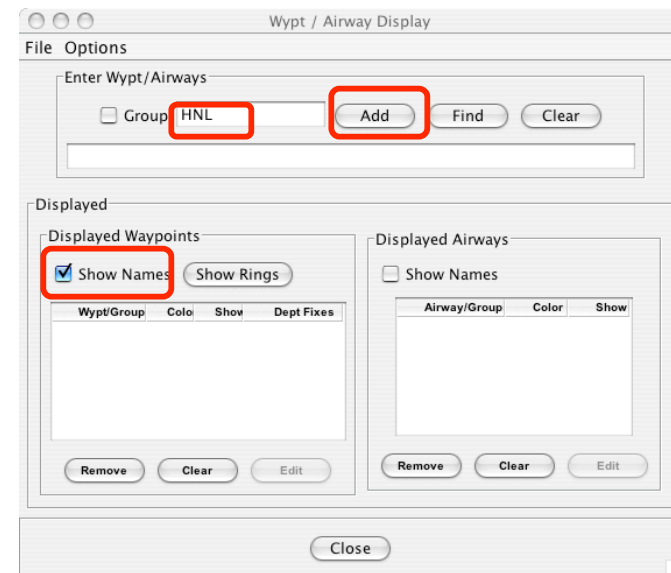 Wypt / Airway Display
File Options
Enter Wypt/Airways
Group HNL Add Find Clear
Displayed
Displayed Waypoints
Show Names Show Rings
Wypt/Group Colo Show Dept Fixes
Remove Clear Edit
Displayed Airways
Show Names
Airway/Group Color Show
Remove Clear Edit
Close